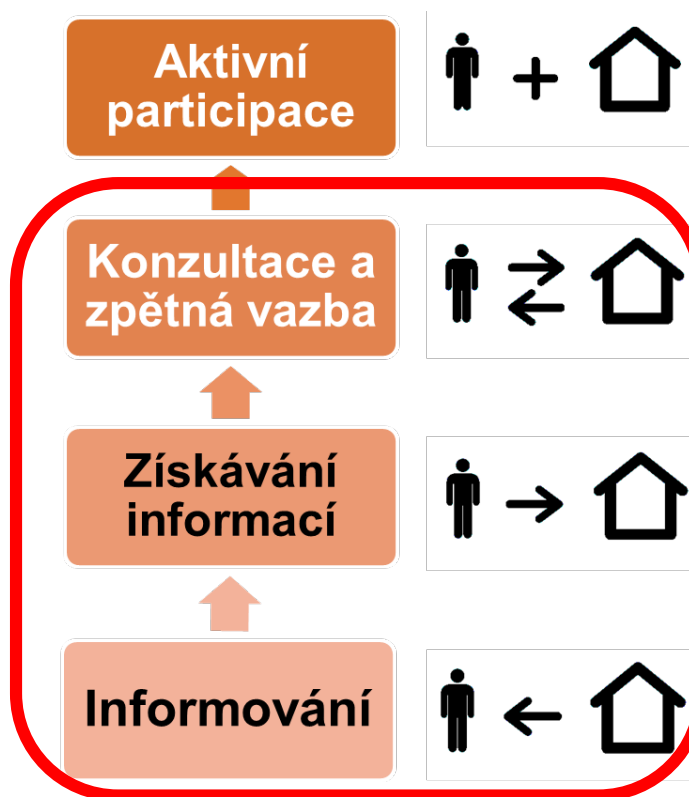 Aktivní
participace
Konzultace a
zpětná vazba
Získávání
informací
Informování